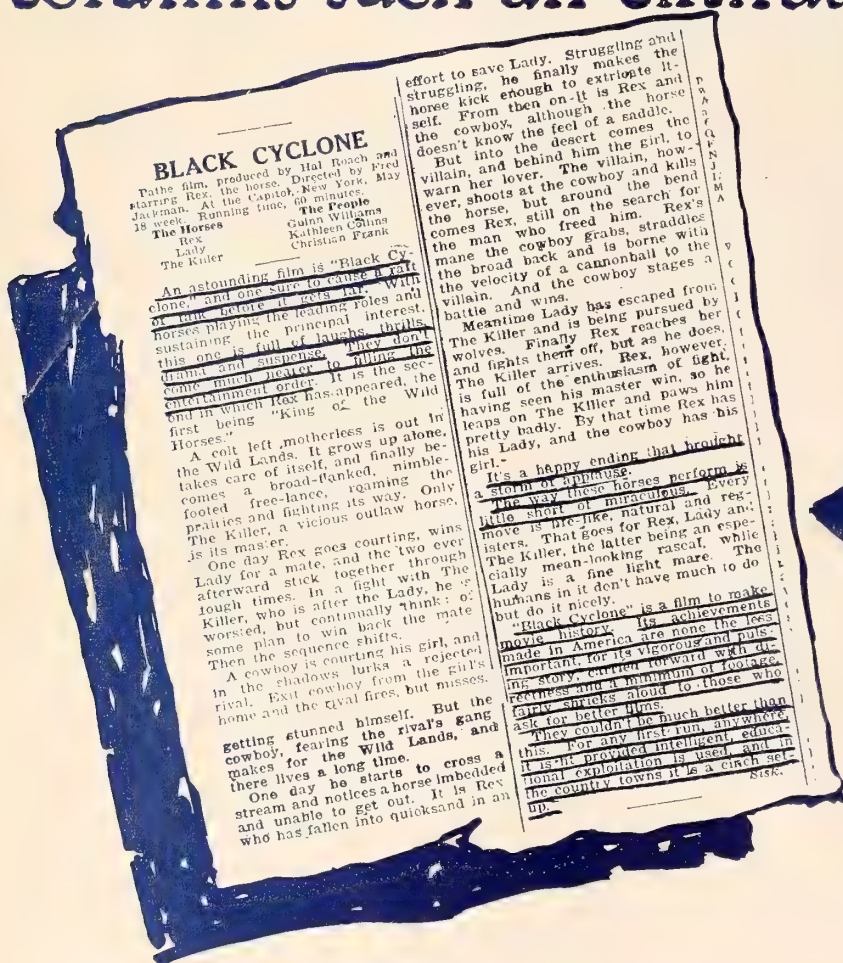 BLACK CYCLONE
Pathe film, produced by Hal Roach and
starring Rex, the horse. Directed by Fred
Jackman. At the Capitol, New York, May
18 week. Running time, 60 minutes.
The Horses The People
Rex Guinn Williams
Lady Kathleen Collins
The Killer Christian Frank
An astounding film is "Black Cy-
clone," and one sure to cause a raft
of talk before it gets far. With
horses playing the leading roles and
sustaining the principal interest,
this one is full of laughs, thrills,
drama and suspense. They don't
come much nearer to filling the
entertainment order. It is the sec-
ond in which Rex has appeared, the
first being "King of the Wild
Horses."
A colt left motherless is out in
the Wild Lands. It grows up alone,
takes care of itself, and finally be-
comes a broad-flanked, nimble-
footed free-lance, roaming the
prairies and fighting its way. Only
The Killer, a vicious outlaw horse,
is its master.
One day Rex goes courting, wins
Lady for a mate, and the two ever
afterward stick together through
tough times. In a fight with The
Killer, who is after the Lady, he is
worsted, but continually thinks of
some plan to win back the mate
Then the sequence shifts.
A cowboy is courting his girl, and
in the shadows lurks a rejected
rival. Exit cowboy from the girl's
home and the rival fires, but misses,
getting stunned himself. But the
cowboy, fearing the rival's gang
makes for the Wild Lands, and
there lives a long time.
One day he starts to cross a
stream and notices a horse imbedded
and unable to get out. It is Rex
who has fallen into quicksand in an
effort to save Lady. Struggling and
struggling, he finally makes the
horse kick enough to extricate it-
self. From then on it is Rex and
the cowboy, although the horse
doesn't know the feel of a saddle.
But into the desert comes the
villain, and behind him the girl, to
warn her lover. The villain, how-
ever, shoots at the cowboy and kills
the horse, but around the bend
comes Rex, still on the search for
the man who freed him. Rex's
mane the cowboy grabs, straddles
the broad back and is borne with
the velocity of a cannonball to the
villain. And the cowboy stages a
battle and wins.
Meantime Lady has escaped from
The Killer and is being pursued by
wolves. Finally Rex reaches her
and fights them off, but as he does,
The Killer arrives. Rex, however,
is full of the enthusiasm of fight,
having seen his master win, so he
leaps on The Killer and paws him
pretty badly. By that time Rex has
his Lady, and the cowboy has his
girl.
It's a happy ending that brought
a storm of applause.
The way these horses perform is
little short of miraculous. Every
move is life-like, natural and reg-
isters. That goes for Rex, Lady and
The Killer, the latter being an espe-
cially mean-looking rascal, while
Lady is a fine light mare. The
humans in it don't have much to do
but do it nicely.
"Black Cyclone" is a film to make
movie history. Its achievements
made in America are none the less
important, for its vigorous and puls-
ing story, carried forward with di-
rectness and a minimum of footage,
fairly shrieks aloud to those who
ask for better films.
They couldn't be much better than
this. For any first run, anywhere,
it is fit provided intelligent, educa-
tional exploitation is used, and in
the country towns it is a cinch set-
up. Sisk.